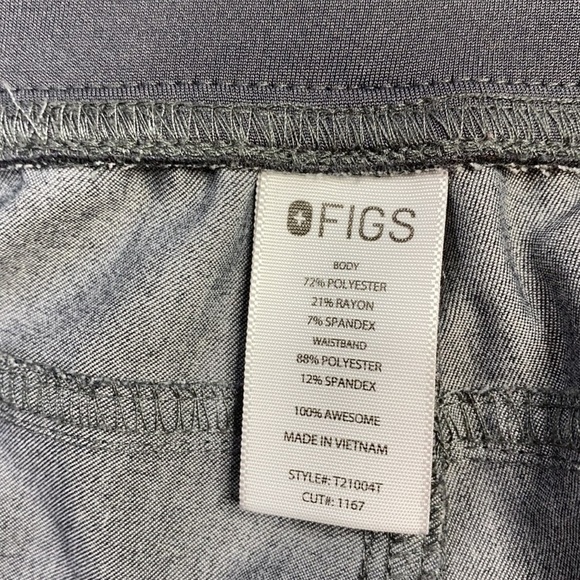 FIGS
BODY
72% POLYESTER
21% RAYON
7% SPANDEX
WAISTBAND
88% POLYESTER
12% SPANDEX
100% AWESOME
MADE IN VIETNAM
STYLE#: T21004T
CUT#: 1167